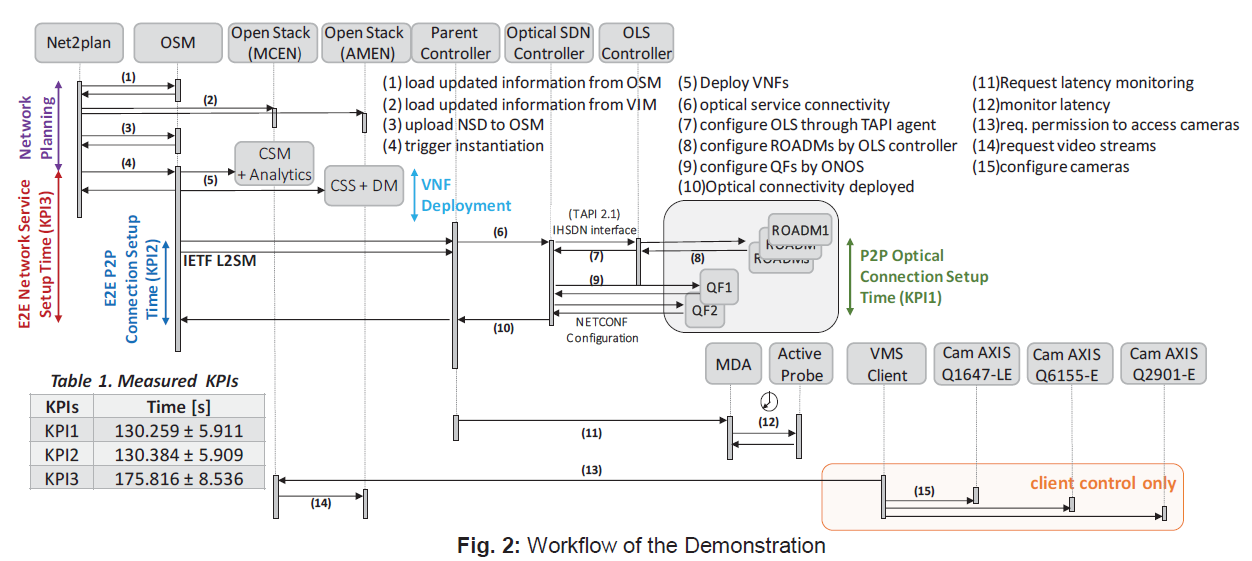 Net2plan
OSM
Open Stack
(MCEN)
Open Stack
(AMEN)
Parent
Controller
Optical SDN
Controller
OLS
Controller
(1) load updated information from OSM
(2) load updated information from VIM
(3) upload NSD to OSM
(4) trigger instantiation
(5) Deploy VNFs
(6) optical service connectivity
(7) configure OLS through TAPI agent
(8) configure ROADMs by OLS controller
(9) configure QFs by ONOS
(10)Optical connectivity deployed
(11)Request latency monitoring
(12)monitor latency
(13)req. permission to access cameras
(14)request video streams
(15)configure cameras
Network
Planning
(1)
(2)
(3)
(4)
(5)
CSM
+ Analytics
CSS + DM
VNF
Deployment
E2E Network Service
Setup Time (KPI3)
E2E P2P
Connection Setup
Time (KPI2)
IETF L2SM
(6)
(TAPI 2.1)
IHSDN interface
(7)
(8)
(9)
(10)
ROADM1
ROADMs
QF1
QF2
NETCONF
Configuration
P2P Optical
Connection Setup
Time (KPI1)
MDA
Active
Probe
VMS
Client
Cam AXIS
Q1647-LE
Cam AXIS
Q6155-E
Cam AXIS
Q2901-E
Table 1. Measured KPIs
KPIs Time [s]
KPI1 130.259 ± 5.911
KPI2 130.384 ± 5.909
KPI3 175.816 ± 8.536
(11)
(12)
(13)
(14)
(15)
client control only
Fig. 2: Workflow of the Demonstration